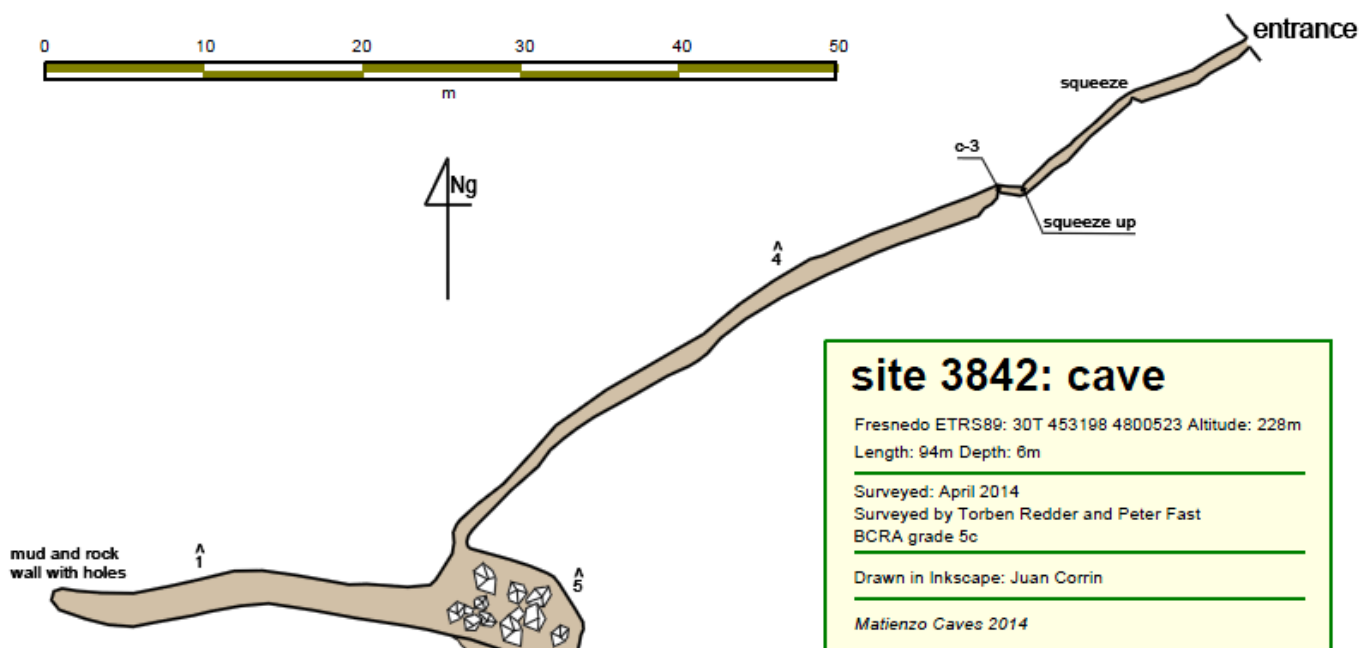 0 10 20 30 40 50
m
entrance
squeeze
c-3
Ng
squeeze up
^
4
site 3842: cave
Fresnedo ETRS89: 30T 453198 4800523 Altitude: 228m
Length: 94m Depth: 6m
Surveyed: April 2014
Surveyed by Torben Redder and Peter Fast
BCRA grade 5c
Drawn in Inkscape: Juan Corrin
Matienzo Caves 2014
mud and rock
wall with holes
^
1
^
5